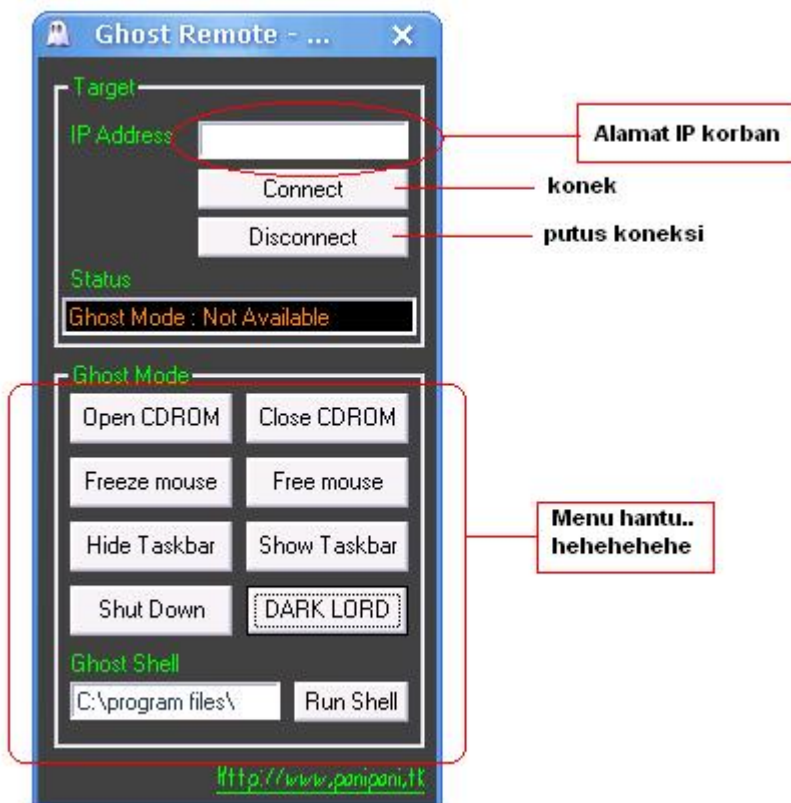 Ghost Remote - ...
Target
IP Address
Alamat IP korban
Connect
konek
Disconnect
putus koneksi
Status
Ghost Mode : Not Available
Ghost Mode
Open CDROM
Close CDROM
Freeze mouse
Free mouse
Menu hantu..
hehehehehe
Hide Taskbar
Show Taskbar
Shut Down
DARK LORD
Ghost Shell
C:\program files\
Run Shell
Http://www.panipani.tk